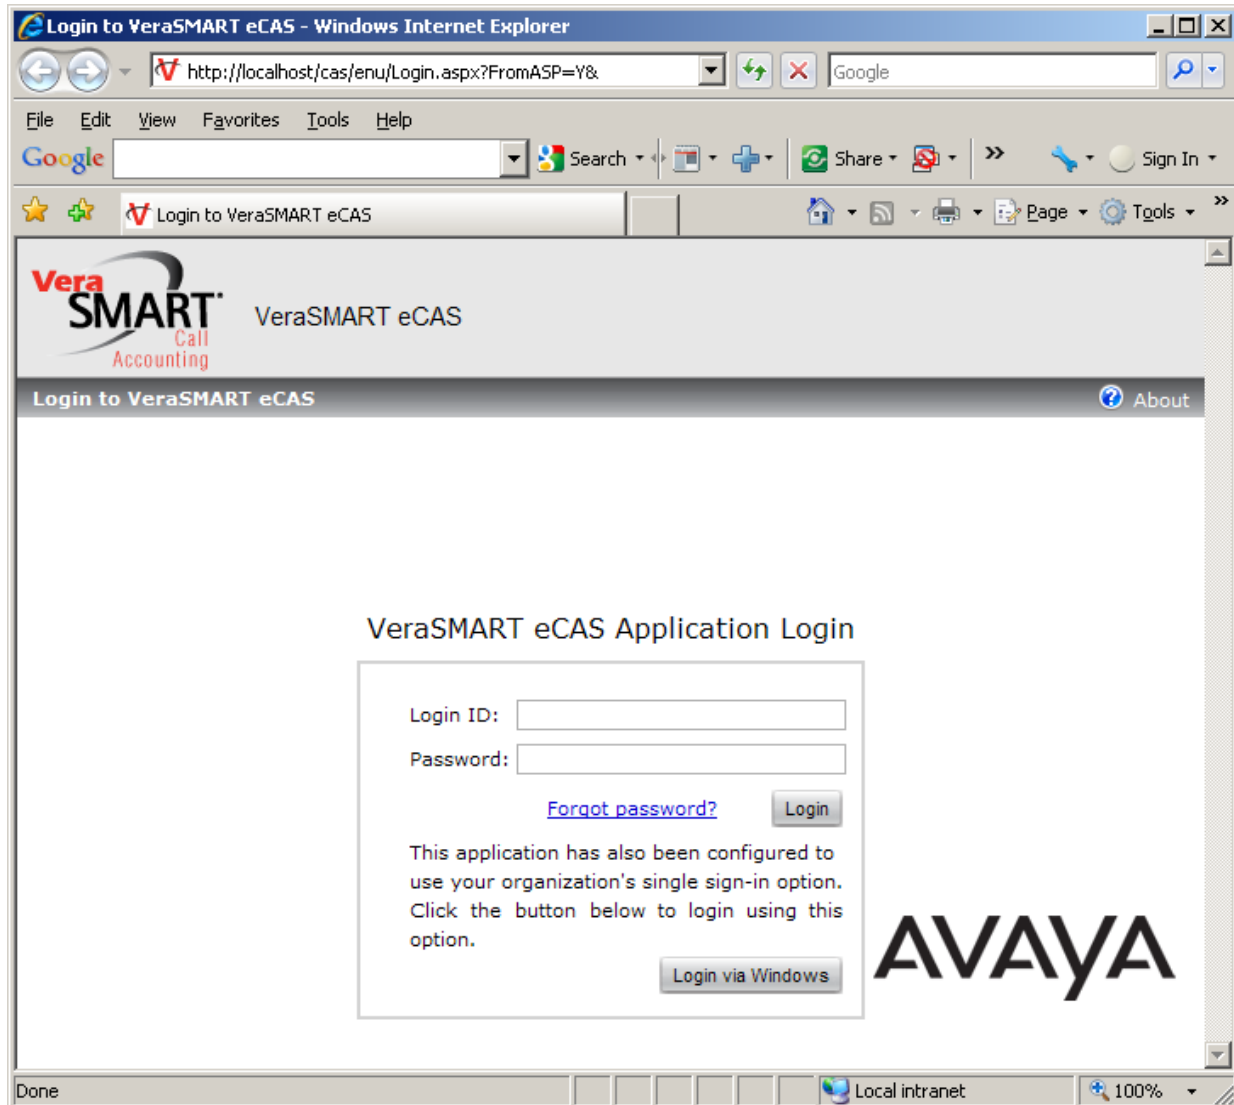 Login to VeraSMART eCAS - Windows Internet Explorer
http://localhost/cas/enu/Login.aspx?FromASP=Y&
Google
File Edit View Favorites Tools Help
Google
Search
Share
»
Sign In
Login to VeraSMART eCAS
Page
Tools
»
Vera
SMART
Call
Accounting
VeraSMART eCAS
Login to VeraSMART eCAS
? About
VeraSMART eCAS Application Login
Login ID:
Password:
Forgot password?
Login
This application has also been configured to
use your organization's single sign-in option.
Click the button below to login using this
option.
Login via Windows
AVAYA
Done
Local intranet
100%